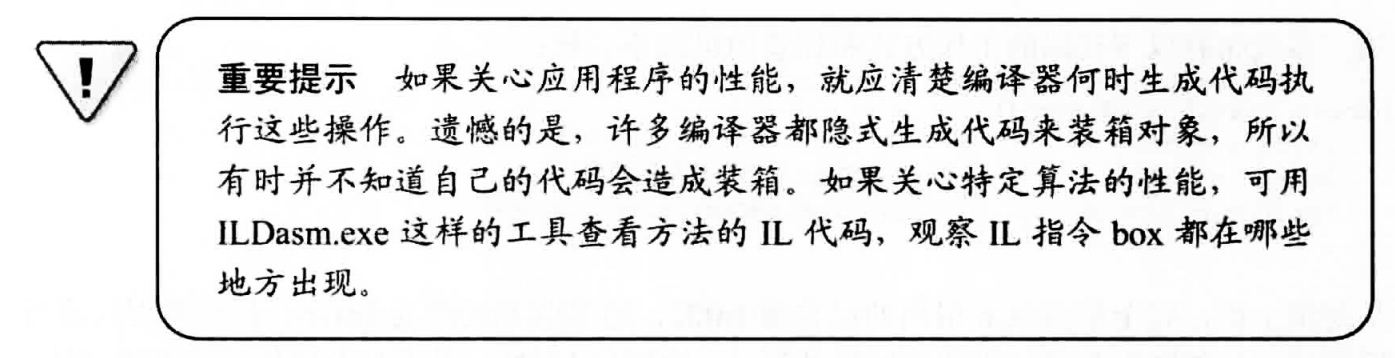 重要提示 如果关心应用程序的性能，就应清楚编译器何时生成代码执
行这些操作。遗憾的是，许多编译器都隐式生成代码来装箱对象，所以
有时并不知道自己的代码会造成装箱。如果关心特定算法的性能，可用
ILDasm.exe 这样的工具查看方法的 IL 代码，观察 IL 指令 box 都在哪些
地方出现。